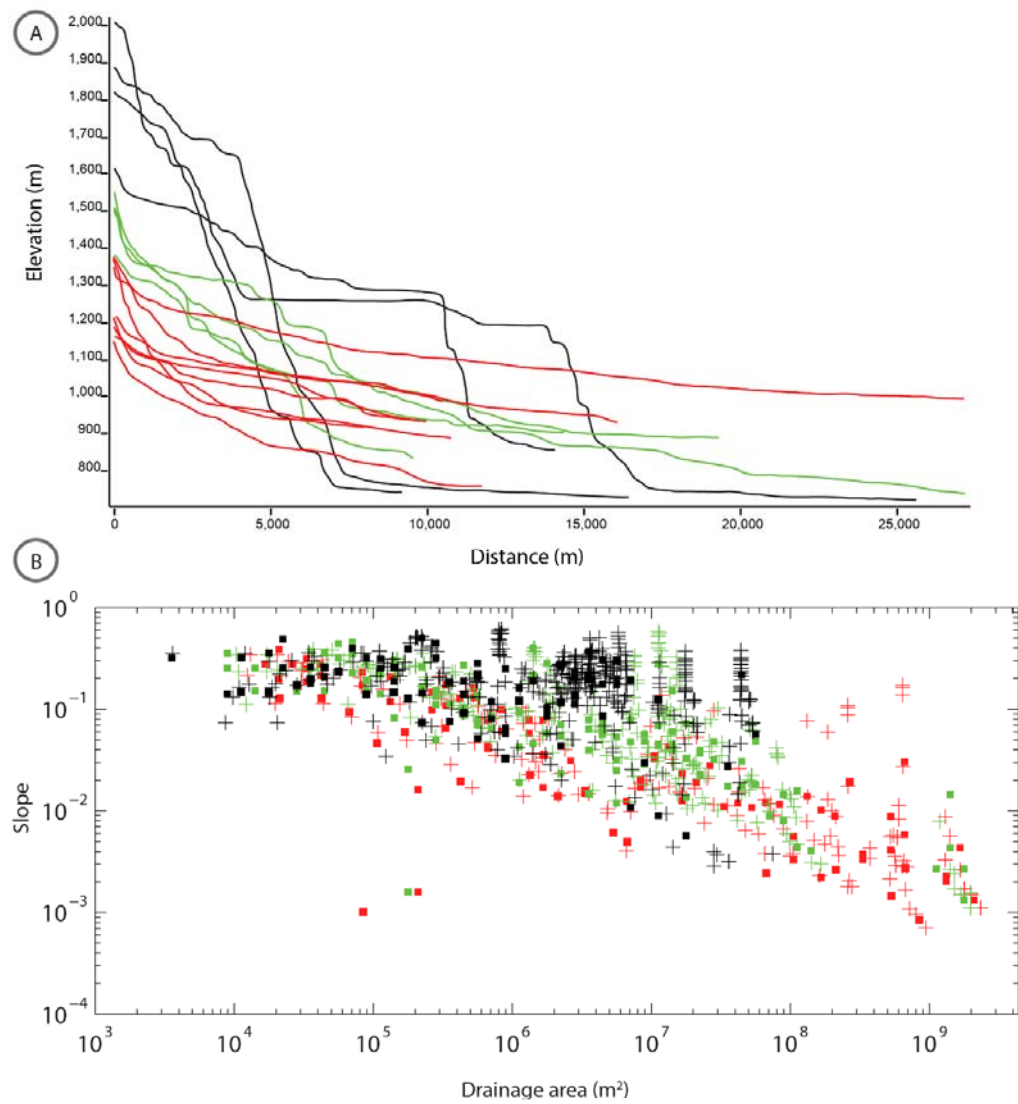 A
2,000
1,900
1,800
1,700
1,600
1,500
1,400
1,300
1,200
1,100
1,000
900
800
Elevation (m)
0 5,000 10,000 15,000 20,000 25,000
Distance (m)
B
10⁰
10⁻¹
10⁻²
10⁻³
10⁻⁴
Slope
10³ 10⁴ 10⁵ 10⁶ 10⁷ 10⁸ 10⁹
Drainage area (m²)